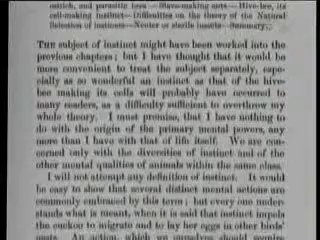 ostrich, and parasitic bees — Slave-making ants — Hive-bee, its
cell-making instinct — Difficulties on the theory of the Natural
Selection of instincts — Neuter or sterile insects — Summary.
THE subject of instinct might have been worked into the
previous chapters; but I have thought that it would be
more convenient to treat the subject separately, espe-
cially as so wonderful an instinct as that of the hive-
bee making its cells will probably have occurred to
many readers, as a difficulty sufficient to overthrow my
whole theory. I must premise, that I have nothing to
do with the origin of the primary mental powers, any
more than I have with that of life itself. We are con-
cerned only with the diversities of instinct and of the
other mental qualities of animals within the same class.
I will not attempt any definition of instinct. It would
be easy to show that several distinct mental actions are
commonly embraced by this term; but every one under-
stands what is meant, when it is said that instinct impels
the cuckoo to migrate and to lay her eggs in other birds'
nests. An action, which we ourselves should require